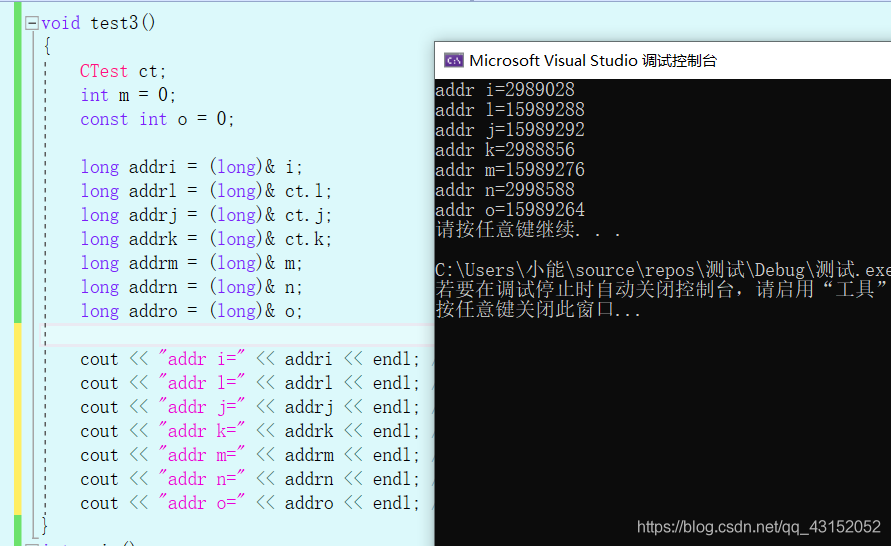 void test3()
{
CTest ct;
int m = 0;
const int o = 0;
long addri = (long)& i;
long addrl = (long)& ct.l;
long addrj = (long)& ct.j;
long addrk = (long)& ct.k;
long addrm = (long)& m;
long addrn = (long)& n;
long addro = (long)& o;
cout << "addr i=" << addri << endl; /
cout << "addr l=" << addrl << endl; /
cout << "addr j=" << addrj << endl; /
cout << "addr k=" << addrk << endl; /
cout << "addr m=" << addrm << endl; /
cout << "addr n=" << addrn << endl; /
cout << "addr o=" << addro << endl; /
}
Microsoft Visual Studio 调试控制台
addr i=2989028
addr l=15989288
addr j=15989292
addr k=2988856
addr m=15989276
addr n=2998588
addr o=15989264
请按任意键继续. . .
C:\Users\小能\source\repos\测试\Debug\测试.exe
若要在调试停止时自动关闭控制台，请启用“工具”
按任意键关闭此窗口...
https://blog.csdn.net/qq_43152052